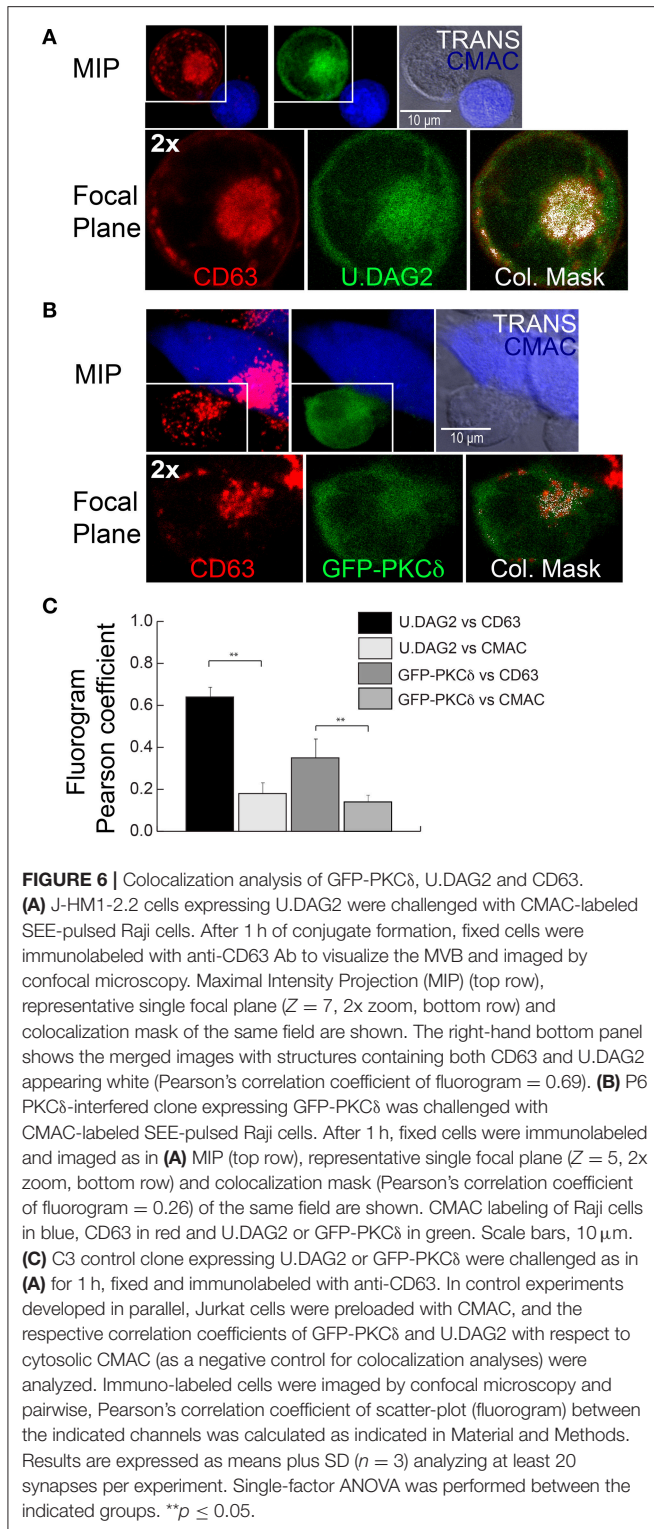 A
MIP
TRANS
CMAC
10 μm
2x
Focal
Plane
CD63
U.DAG2
Col. Mask
B
MIP
TRANS
CMAC
10 μm
2x
Focal
Plane
CD63
GFP-PKCδ
Col. Mask
C
Fluorogram
Pearson coefficient
1.0
0.8
0.6
0.4
0.2
0.0
**
**
U.DAG2 vs CD63
U.DAG2 vs CMAC
GFP-PKCδ vs CD63
GFP-PKCδ vs CMAC
FIGURE 6 | Colocalization analysis of GFP-PKCδ, U.DAG2 and CD63.
(A) J-HM1-2.2 cells expressing U.DAG2 were challenged with CMAC-labeled
SEE-pulsed Raji cells. After 1 h of conjugate formation, fixed cells were
immunolabeled with anti-CD63 Ab to visualize the MVB and imaged by
confocal microscopy. Maximal Intensity Projection (MIP) (top row),
representative single focal plane (Z = 7, 2x zoom, bottom row) and
colocalization mask of the same field are shown. The right-hand bottom panel
shows the merged images with structures containing both CD63 and U.DAG2
appearing white (Pearson's correlation coefficient of fluorogram = 0.69). (B) P6
PKCδ-interfered clone expressing GFP-PKCδ was challenged with
CMAC-labeled SEE-pulsed Raji cells. After 1 h, fixed cells were immunolabeled
and imaged as in (A) MIP (top row), representative single focal plane (Z = 5, 2x
zoom, bottom row) and colocalization mask (Pearson's correlation coefficient
of fluorogram = 0.26) of the same field are shown. CMAC labeling of Raji cells
in blue, CD63 in red and U.DAG2 or GFP-PKCδ in green. Scale bars, 10 μm.
(C) C3 control clone expressing U.DAG2 or GFP-PKCδ were challenged as in
(A) for 1 h, fixed and immunolabeled with anti-CD63. In control experiments
developed in parallel, Jurkat cells were preloaded with CMAC, and the
respective correlation coefficients of GFP-PKCδ and U.DAG2 with respect to
cytosolic CMAC (as a negative control for colocalization analyses) were
analyzed. Immuno-labeled cells were imaged by confocal microscopy and
pairwise, Pearson's correlation coefficient of scatter-plot (fluorogram) between
the indicated channels was calculated as indicated in Material and Methods.
Results are expressed as means plus SD (n = 3) analyzing at least 20
synapses per experiment. Single-factor ANOVA was performed between the
indicated groups. **p ≤ 0.05.